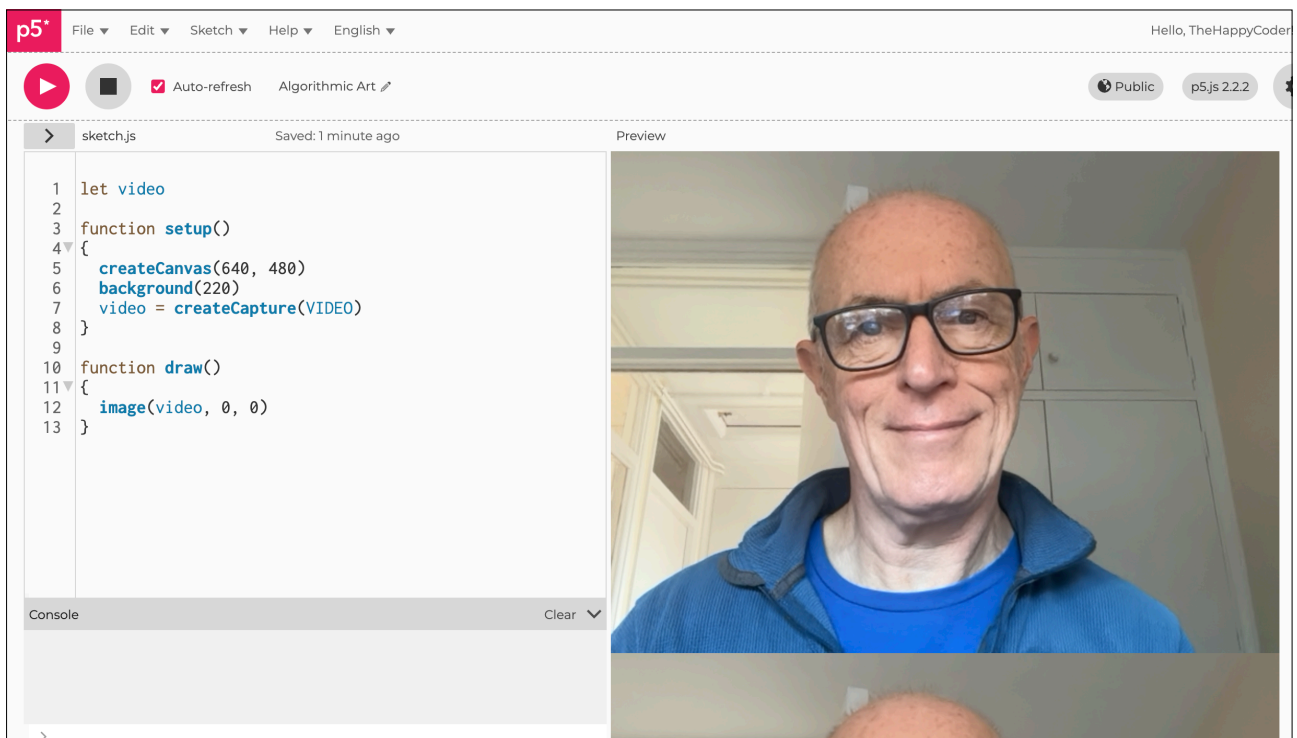 p5*
File Edit Sketch Help English
Hello, TheHappyCoder!
Auto-refresh Algorithmic Art
Public p5.js 2.2.2
> sketch.js Saved: 1 minute ago Preview
1 let video
2
3 function setup()
4 {
5 createCanvas(640, 480)
6 background(220)
7 video = createCapture(VIDEO)
8 }
9
10 function draw()
11 {
12 image(video, 0, 0)
13 }
Console Clear
>